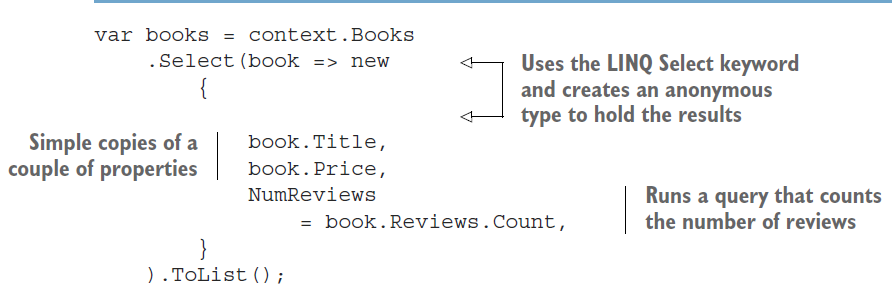 var books = context.Books
.Select(book => new
{
Uses the LINQ Select keyword
and creates an anonymous
type to hold the results
Simple copies of a
couple of properties
book.Title,
book.Price,
NumReviews
= book.Reviews.Count,
Runs a query that counts
the number of reviews
}
).ToList();